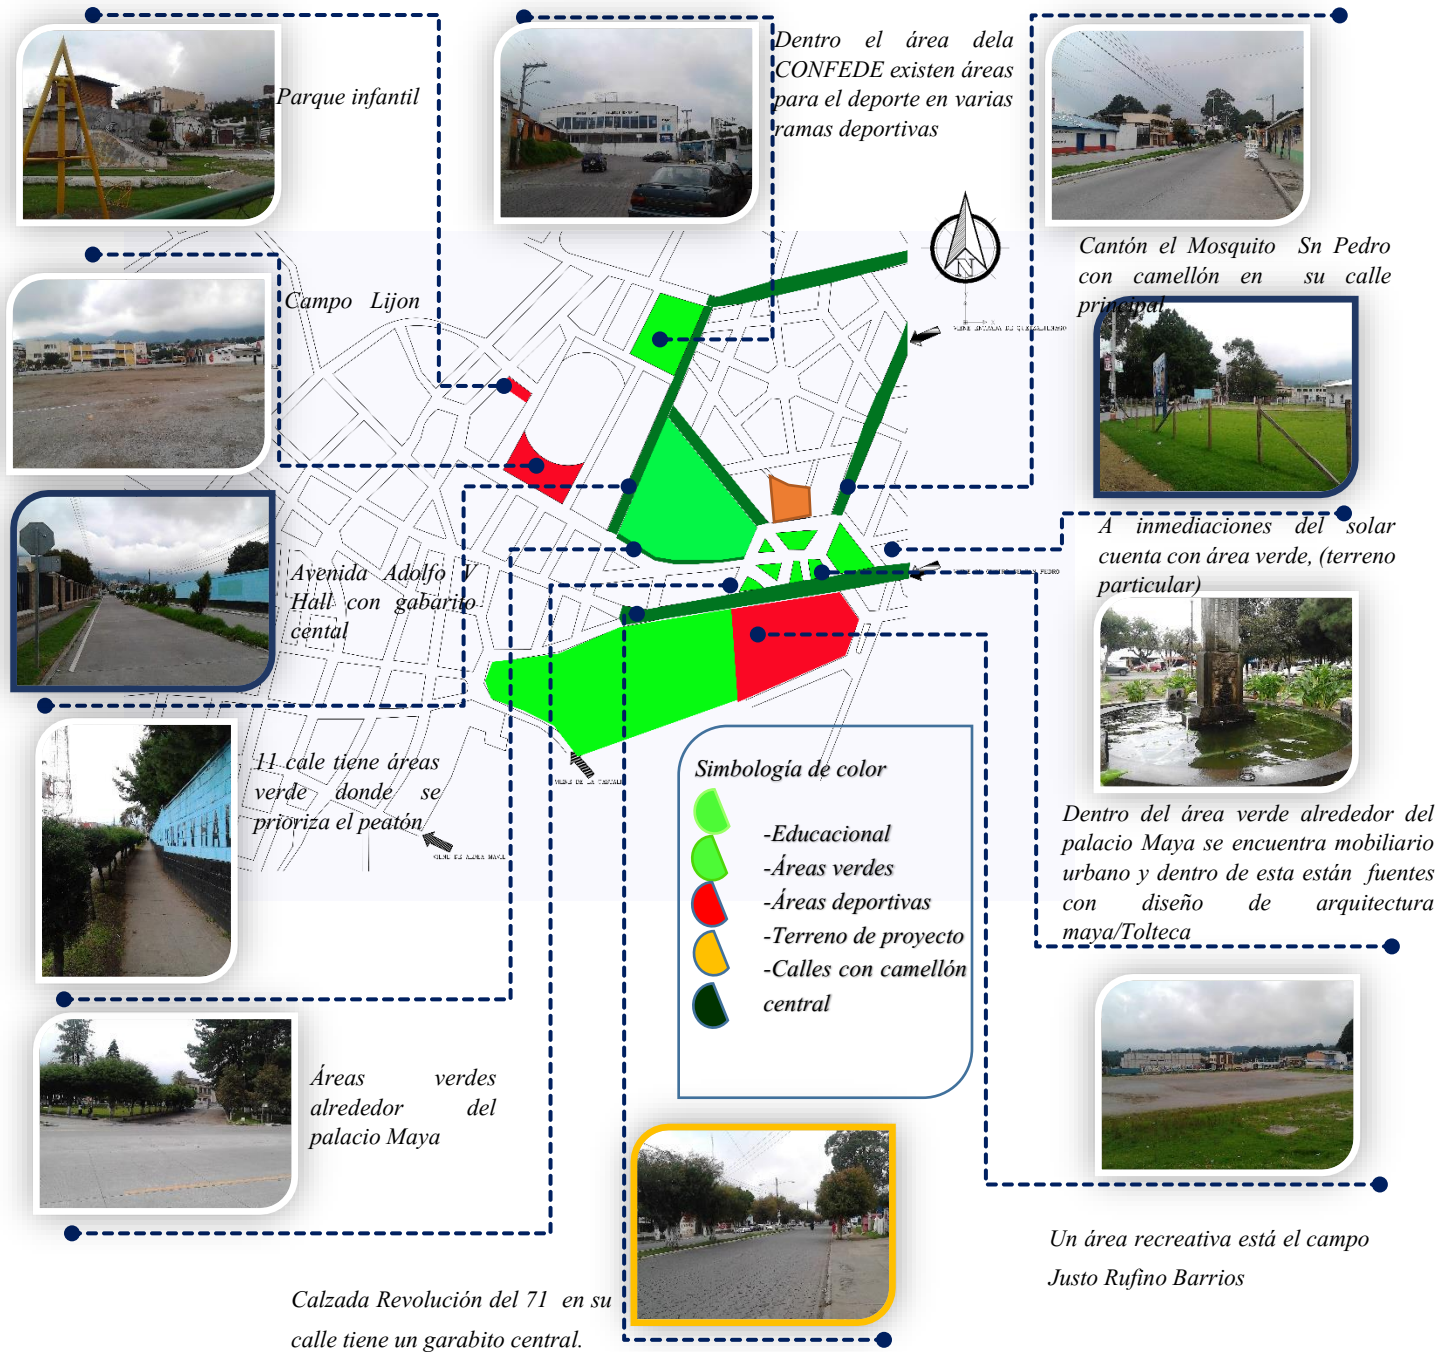 Parque infantil
Dentro el área dela
CONFEDE existen áreas
para el deporte en varias
ramas deportivas
Cantón el Mosquito Sn Pedro
con camellón en su calle
principal
Campo Lijon
N
VIENE ENTRADA DE QUETZALTENAGO
A inmediaciones del solar
cuenta con área verde, (terreno
particular)
Avenida Adolfo V
Hall con gabarito
cental
11 cale tiene áreas
verde donde se
prioriza el peatón
Simbología de color
-Educacional
-Áreas verdes
-Áreas deportivas
-Terreno de proyecto
-Calles con camellón
central
Dentro del área verde alrededor del
palacio Maya se encuentra mobiliario
urbano y dentro de esta están fuentes
con diseño de arquitectura
maya/Tolteca
Áreas verdes
alrededor del
palacio Maya
Un área recreativa está el campo
Justo Rufino Barrios
Calzada Revolución del 71 en su
calle tiene un garabito central.